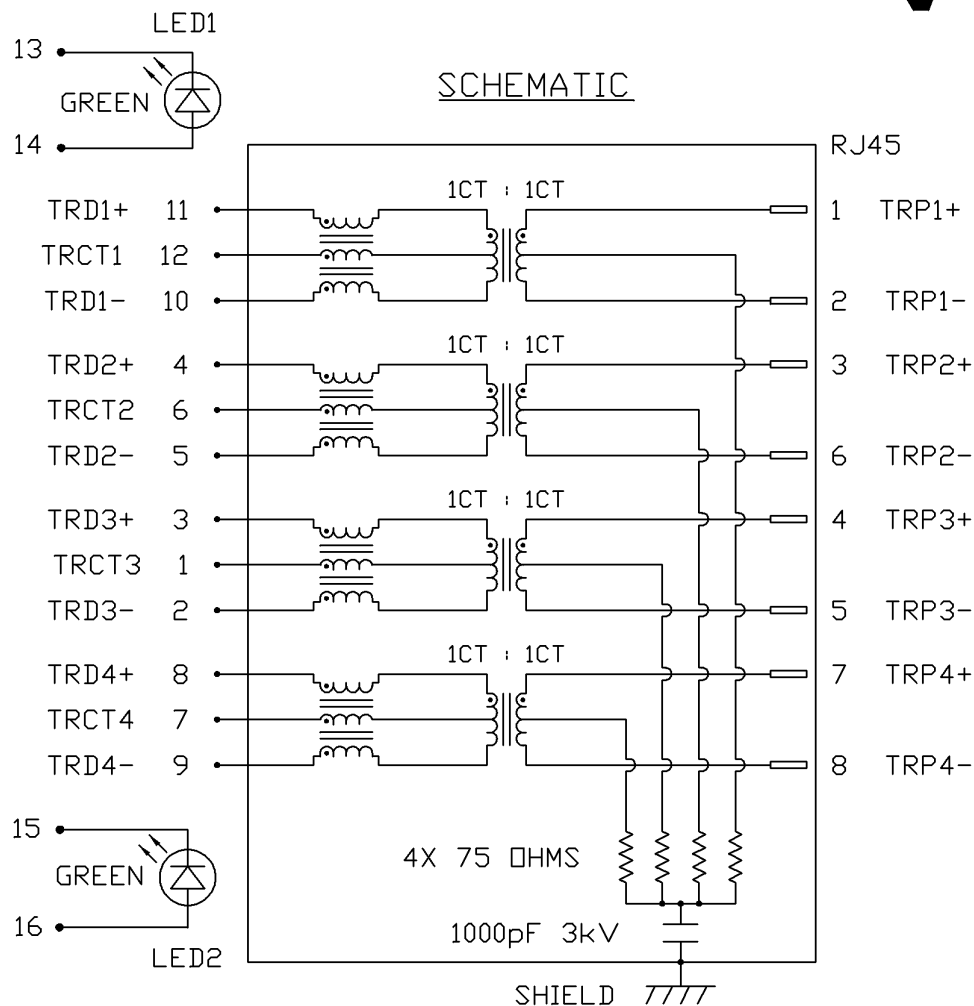 LED1
13
GREEN
14
SCHEMATIC
RJ45
1CT : 1CT
TRD1+ 11 1 TRP1+
TRCT1 12
TRD1- 10 2 TRP1-
1CT : 1CT
TRD2+ 4 3 TRP2+
TRCT2 6
TRD2- 5 6 TRP2-
1CT : 1CT
TRD3+ 3 4 TRP3+
TRCT3 1
TRD3- 2 5 TRP3-
1CT : 1CT
TRD4+ 8 7 TRP4+
TRCT4 7
TRD4- 9 8 TRP4-
15
GREEN
16
LED2
4X 75 OHMS
1000pF 3kV
SHIELD